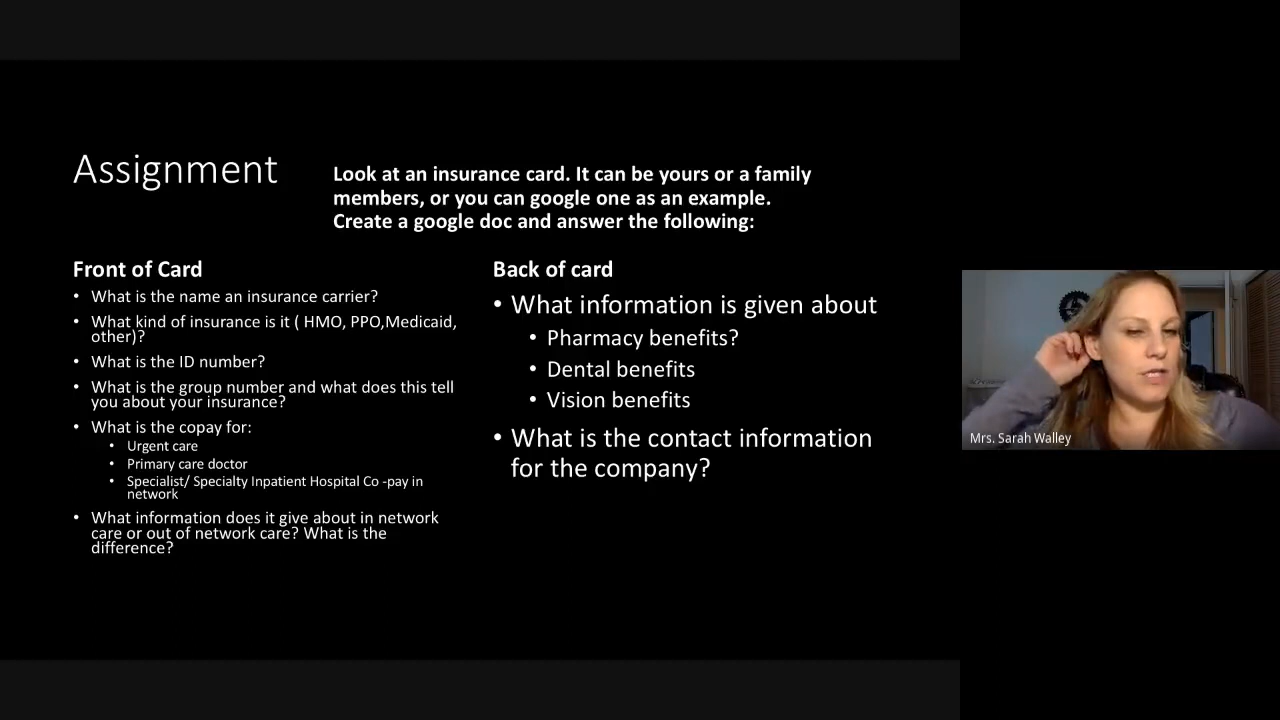 Assignment
Look at an insurance card. It can be yours or a family
members, or you can google one as an example.
Create a google doc and answer the following:
Front of Card
• What is the name an insurance carrier?
• What kind of insurance is it ( HMO, PPO,Medicaid,
other)?
• What is the ID number?
• What is the group number and what does this tell
you about your insurance?
• What is the copay for:
• Urgent care
• Primary care doctor
• Specialist/ Specialty Inpatient Hospital Co -pay in
network
• What information does it give about in network
care or out of network care? What is the
difference?
Back of card
• What information is given about
• Pharmacy benefits?
• Dental benefits
• Vision benefits
• What is the contact information
for the company?
Mrs. Sarah Walley